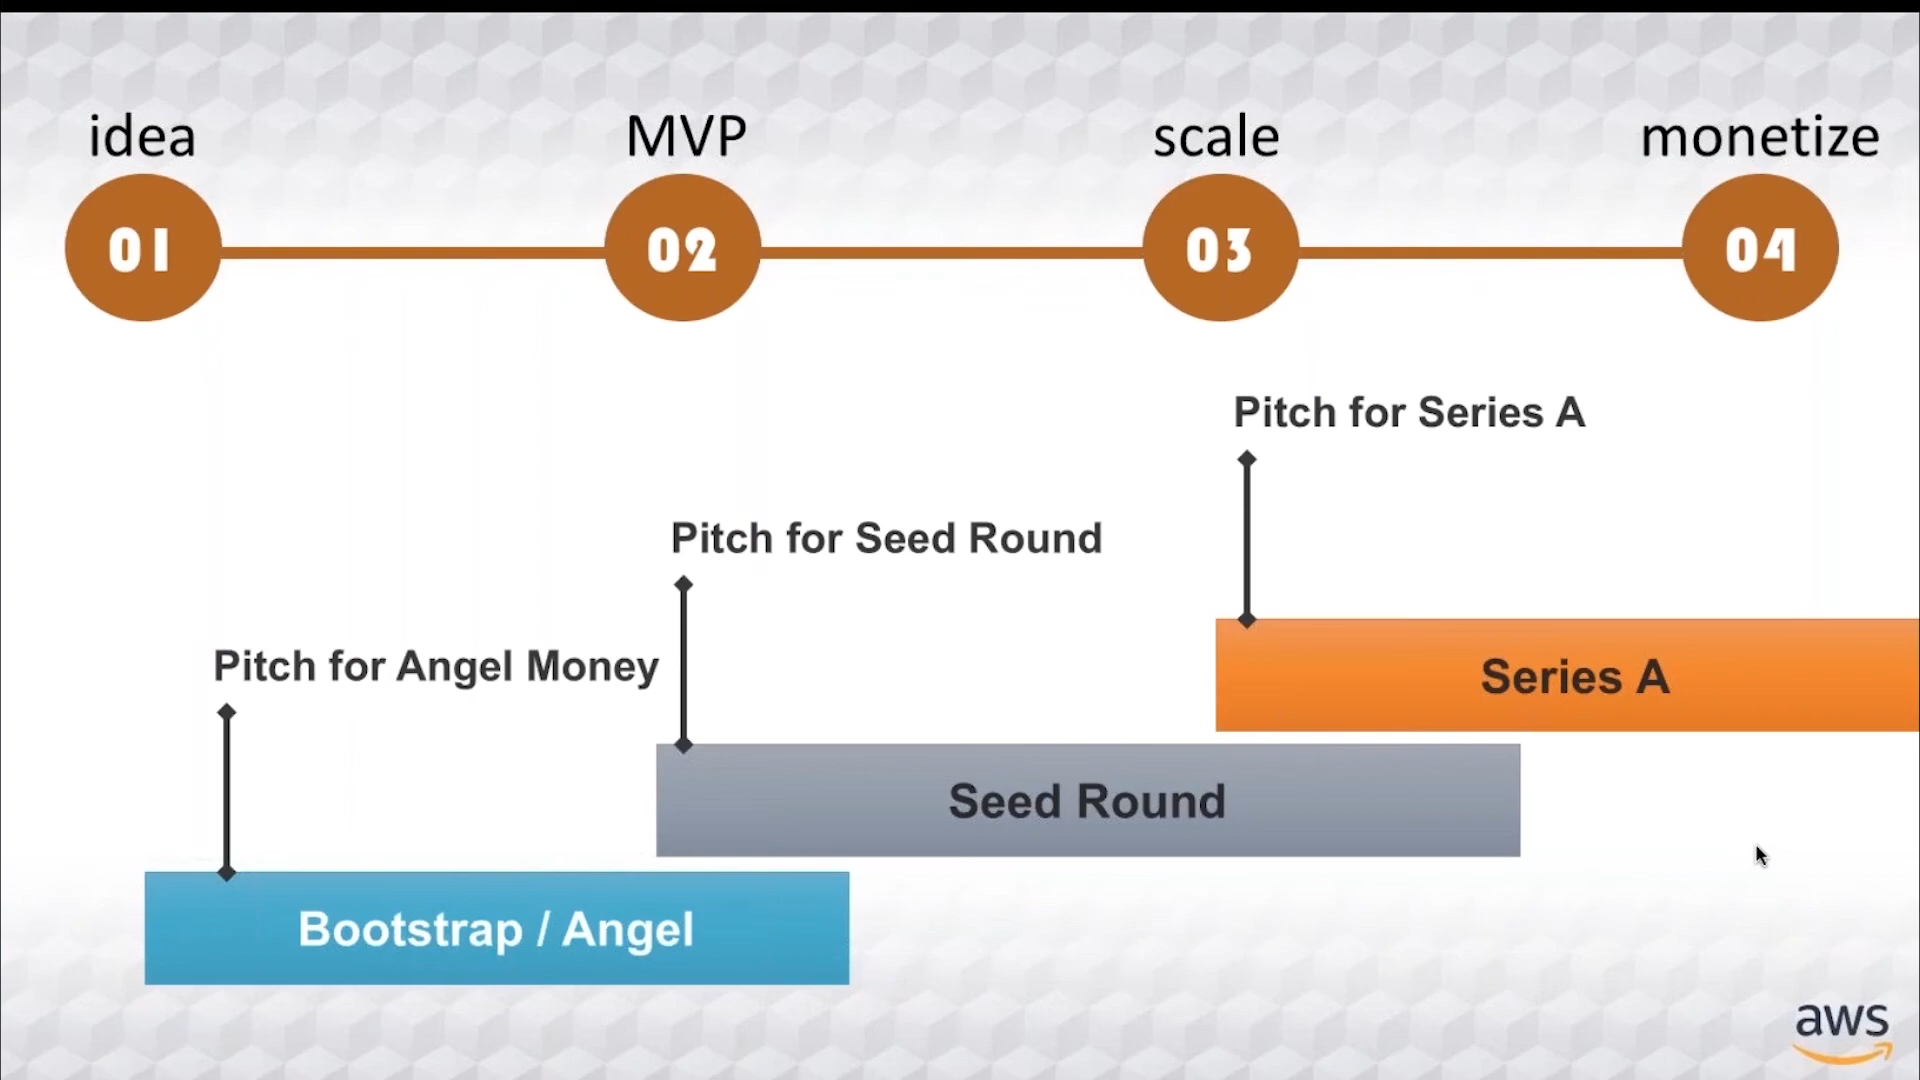 idea
MVP
scale
monetize
01
02
03
04
Pitch for Series A
Pitch for Seed Round
Pitch for Angel Money
Series A
Seed Round
Bootstrap / Angel
aws